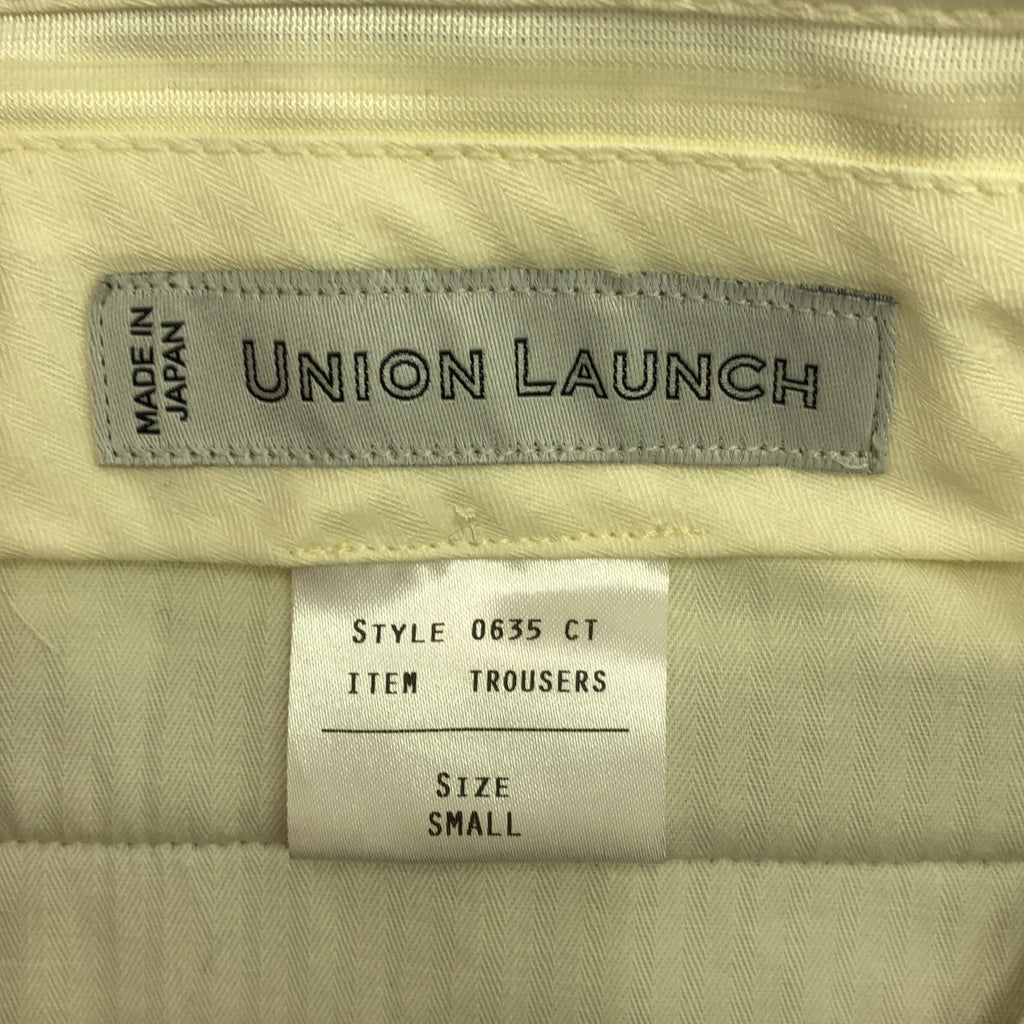 MADE IN
JAPAN
UNION LAUNCH
STYLE 0635 CT
ITEM TROUSERS
SIZE
SMALL